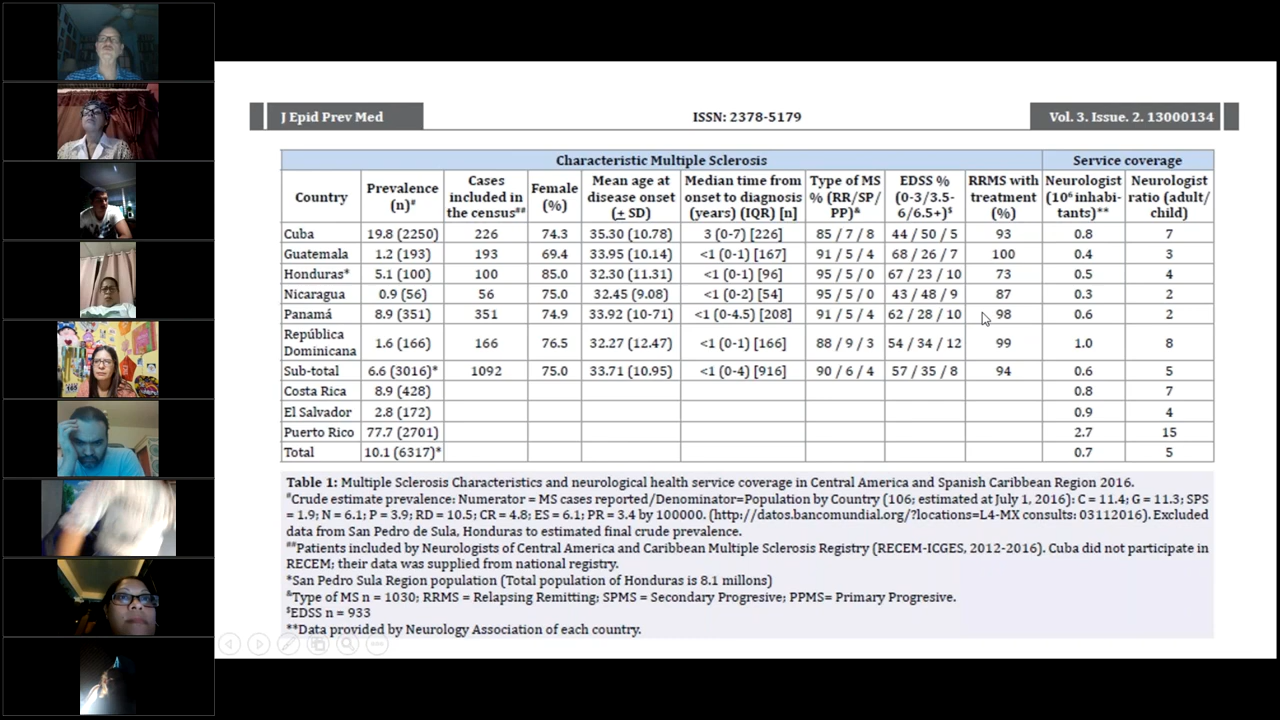 J Epid Prev Med ISSN: 2378-5179 Vol. 3. Issue. 2. 13000134
Characteristic Multiple Sclerosis Service coverage
Country Prevalence (n)# Cases included in the census## Female (%) Mean age at disease onset (± SD) Median time from onset to diagnosis (years) (IQR) [n] Type of MS % (RR/SP/PP)& EDSS % (0-3/3.5-6/6.5+)$ RRMS with treatment (%) Neurologist (10⁶ inhabi-tants)** Neurologist ratio (adult/child)
Cuba 19.8 (2250) 226 74.3 35.30 (10.78) 3 (0-7) [226] 85 / 7 / 8 44 / 50 / 5 93 0.8 7
Guatemala 1.2 (193) 193 69.4 33.95 (10.14) <1 (0-1) [167] 91 / 5 / 4 68 / 26 / 7 100 0.4 3
Honduras* 5.1 (100) 100 85.0 32.30 (11.31) <1 (0-1) [96] 95 / 5 / 0 67 / 23 / 10 73 0.5 4
Nicaragua 0.9 (56) 56 75.0 32.45 (9.08) <1 (0-2) [54] 95 / 5 / 0 43 / 48 / 9 87 0.3 2
Panamá 8.9 (351) 351 74.9 33.92 (10-71) <1 (0-4.5) [208] 91 / 5 / 4 62 / 28 / 10 98 0.6 2
República Dominicana 1.6 (166) 166 76.5 32.27 (12.47) <1 (0-1) [166] 88 / 9 / 3 54 / 34 / 12 99 1.0 8
Sub-total 6.6 (3016)* 1092 75.0 33.71 (10.95) <1 (0-4) [916] 90 / 6 / 4 57 / 35 / 8 94 0.6 5
Costa Rica 8.9 (428) 0.8 7
El Salvador 2.8 (172) 0.9 4
Puerto Rico 77.7 (2701) 2.7 15
Total 10.1 (6317)* 0.7 5
Table 1: Multiple Sclerosis Characteristics and neurological health service coverage in Central America and Spanish Caribbean Region 2016.
#Crude estimate prevalence: Numerator = MS cases reported/Denominator=Population by Country (106; estimated at July 1, 2016): C = 11.4; G = 11.3; SPS
= 1.9; N = 6.1; P = 3.9; RD = 10.5; CR = 4.8; ES = 6.1; PR = 3.4 by 100000. (http://datos.bancomundial.org/?locations=L4-MX consults: 03112016). Excluded
data from San Pedro de Sula, Honduras to estimated final crude prevalence.
##Patients included by Neurologists of Central America and Caribbean Multiple Sclerosis Registry (RECEM-ICGES, 2012-2016). Cuba did not participate in
RECEM; their data was supplied from national registry.
*San Pedro Sula Region population (Total population of Honduras is 8.1 millons)
&Type of MS n = 1030; RRMS = Relapsing Remitting; SPMS = Secondary Progresive; PPMS= Primary Progresive.
$EDSS n = 933
**Data provided by Neurology Association of each country.